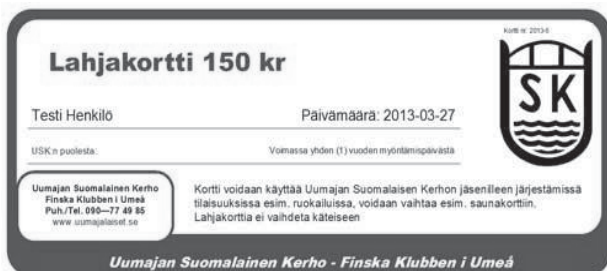 Kortti nr: 2013-5
Lahjakortti 150 kr
SK
Testi Henkilö
Päivämäärä: 2013-03-27
USK:n puolesta:
Voimassa yhden (1) vuoden myöntämispäivästä
Uumajan Suomalainen Kerho
Finska Klubben i Umeå
Puh./Tel. 090—77 49 85
www.uumajalaiset.se
Kortti voidaan käyttää Uumajan Suomalaisen Kerhon jäsenilleen järjestämissä
tilaisuuksissa esim. ruokailuissa, voidaan vaihtaa esim. saunakorttiin.
Lahjakorttia ei vaihdeta käteiseen
Uumajan Suomalainen Kerho - Finska Klubben i Umeå